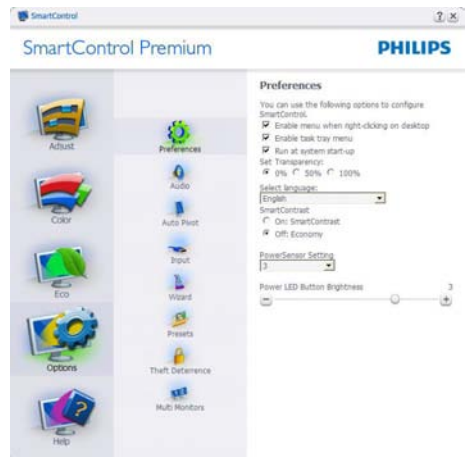 SmartControl
SmartControl Premium
PHILIPS
Adjust
Color
Eco
Options
Help
Preferences
Audio
Auto Pivot
Input
Wizard
Presets
Theft Deterrence
Multi Monitors
Preferences
You can use the following options to configure
SmartControl.
Enable menu when right-clicking on desktop
Enable task tray menu
Run at system start-up
Set Transparency:
0% 50% 100%
Select language:
English
SmartContrast
On: SmartContrast
Off: Economy
PowerSensor Setting
3
Power LED Button Brightness 3